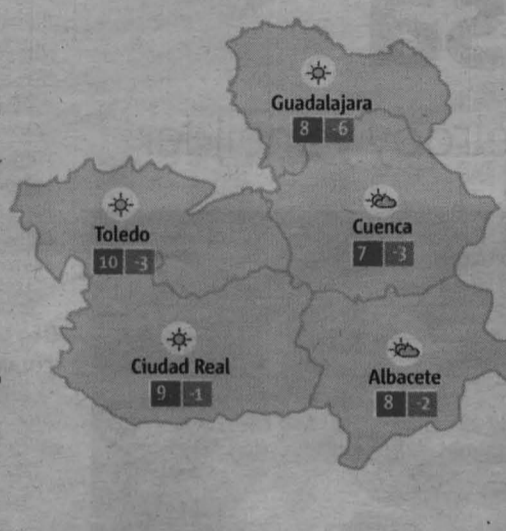 Guadalajara
8 -6
Toledo
10 -3
Cuenca
7 -3
Ciudad Real
9 -1
Albacete
8 -2